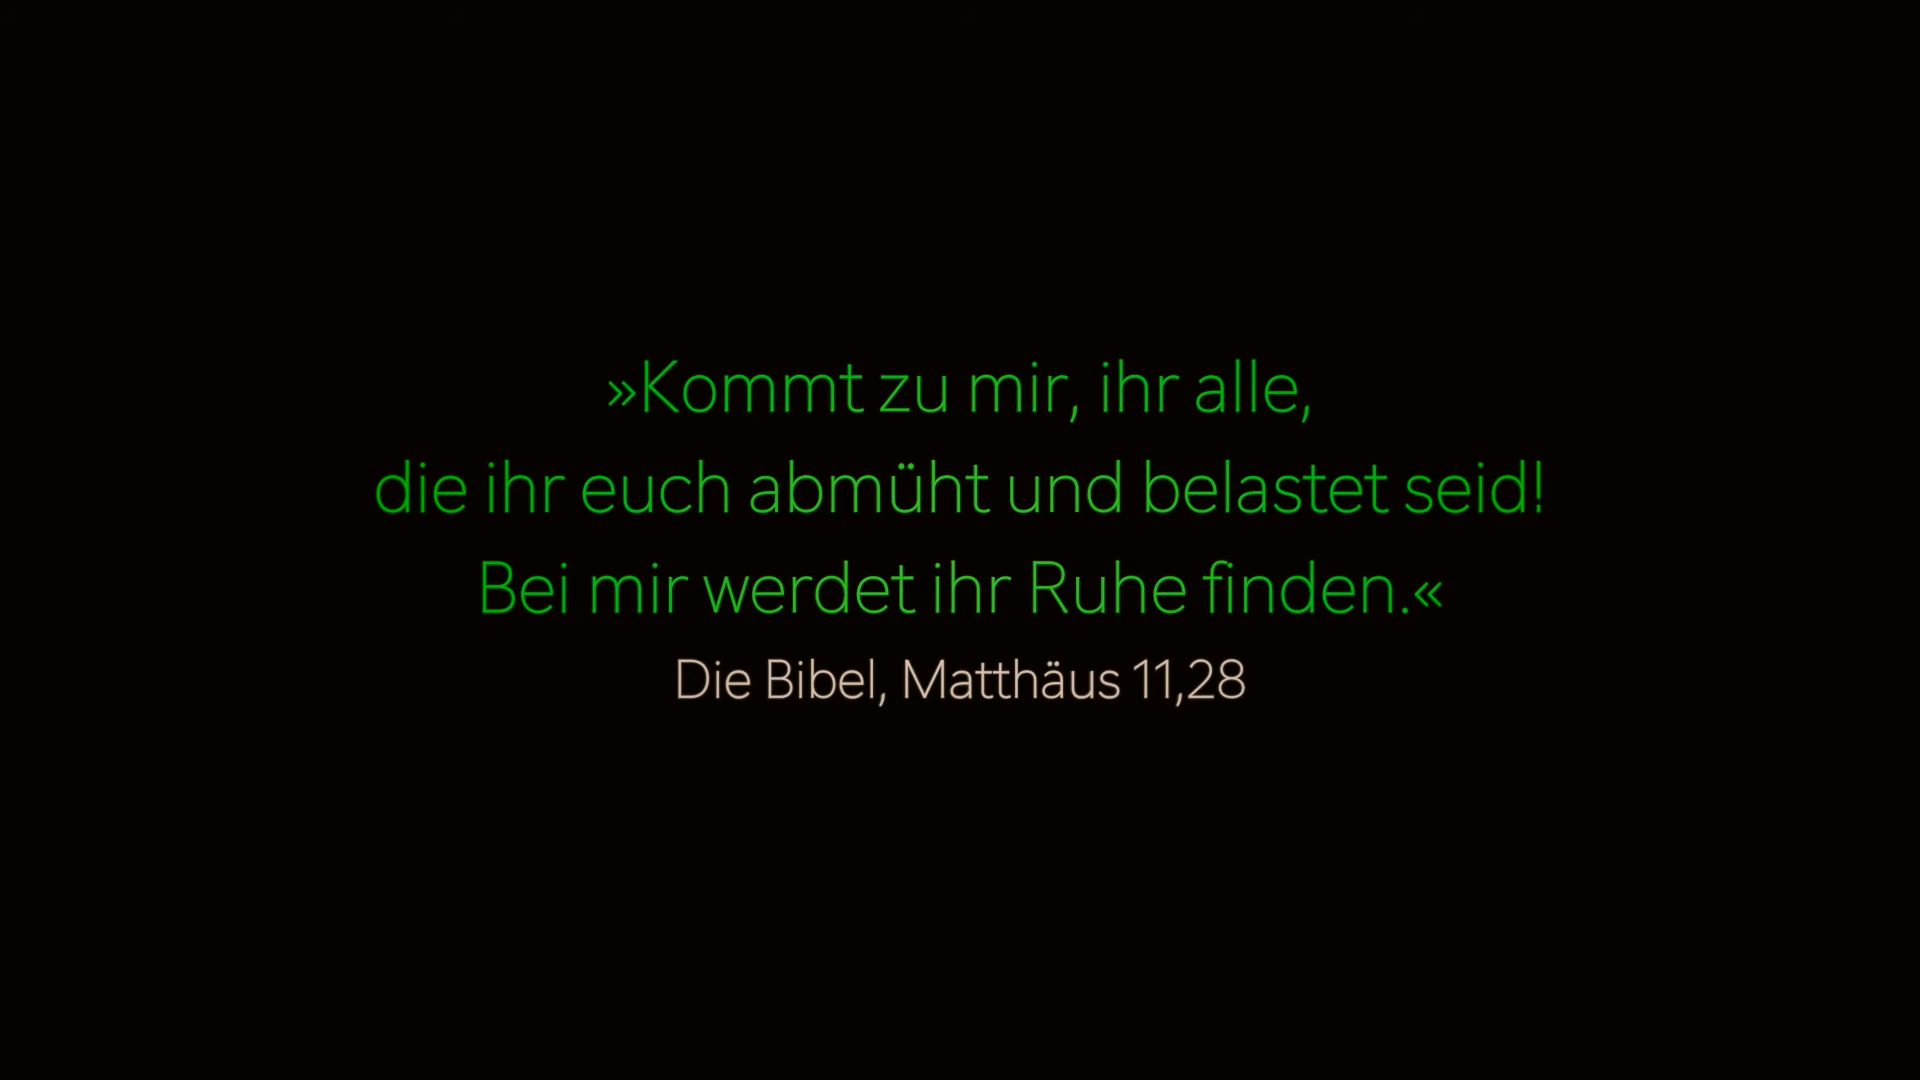 »Kommt zu mir, ihr alle,
die ihr euch abmüht und belastet seid!
Bei mir werdet ihr Ruhe finden.«
Die Bibel, Matthäus 11,28